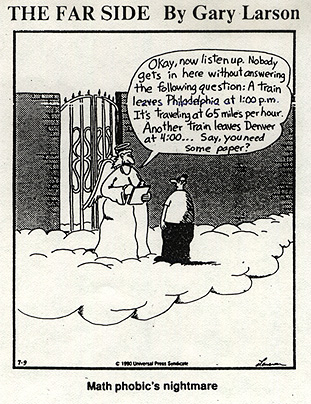 THE FAR SIDE By Gary Larson
Okay, now listen up. Nobody
gets in here without answering
the following question: A train
leaves Philadelphia at 1:00 p.m.
It's traveling at 65 miles per hour.
Another train leaves Denver
at 4:00... Say, you need
some paper?
7-9
© 1990 Universal Press Syndicate
Larson
Math phobic's nightmare